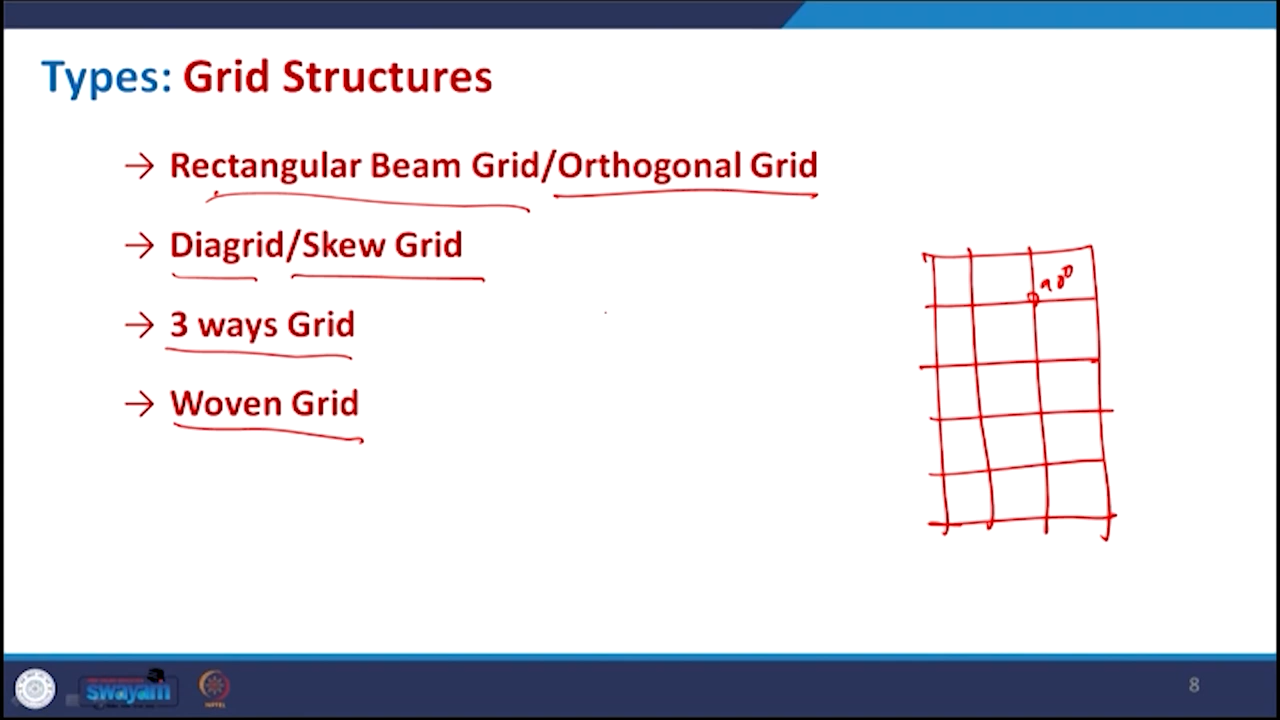 Types: Grid Structures
→ Rectangular Beam Grid/Orthogonal Grid
→ Diagrid/Skew Grid
→ 3 ways Grid
→ Woven Grid
90°
swayam
8